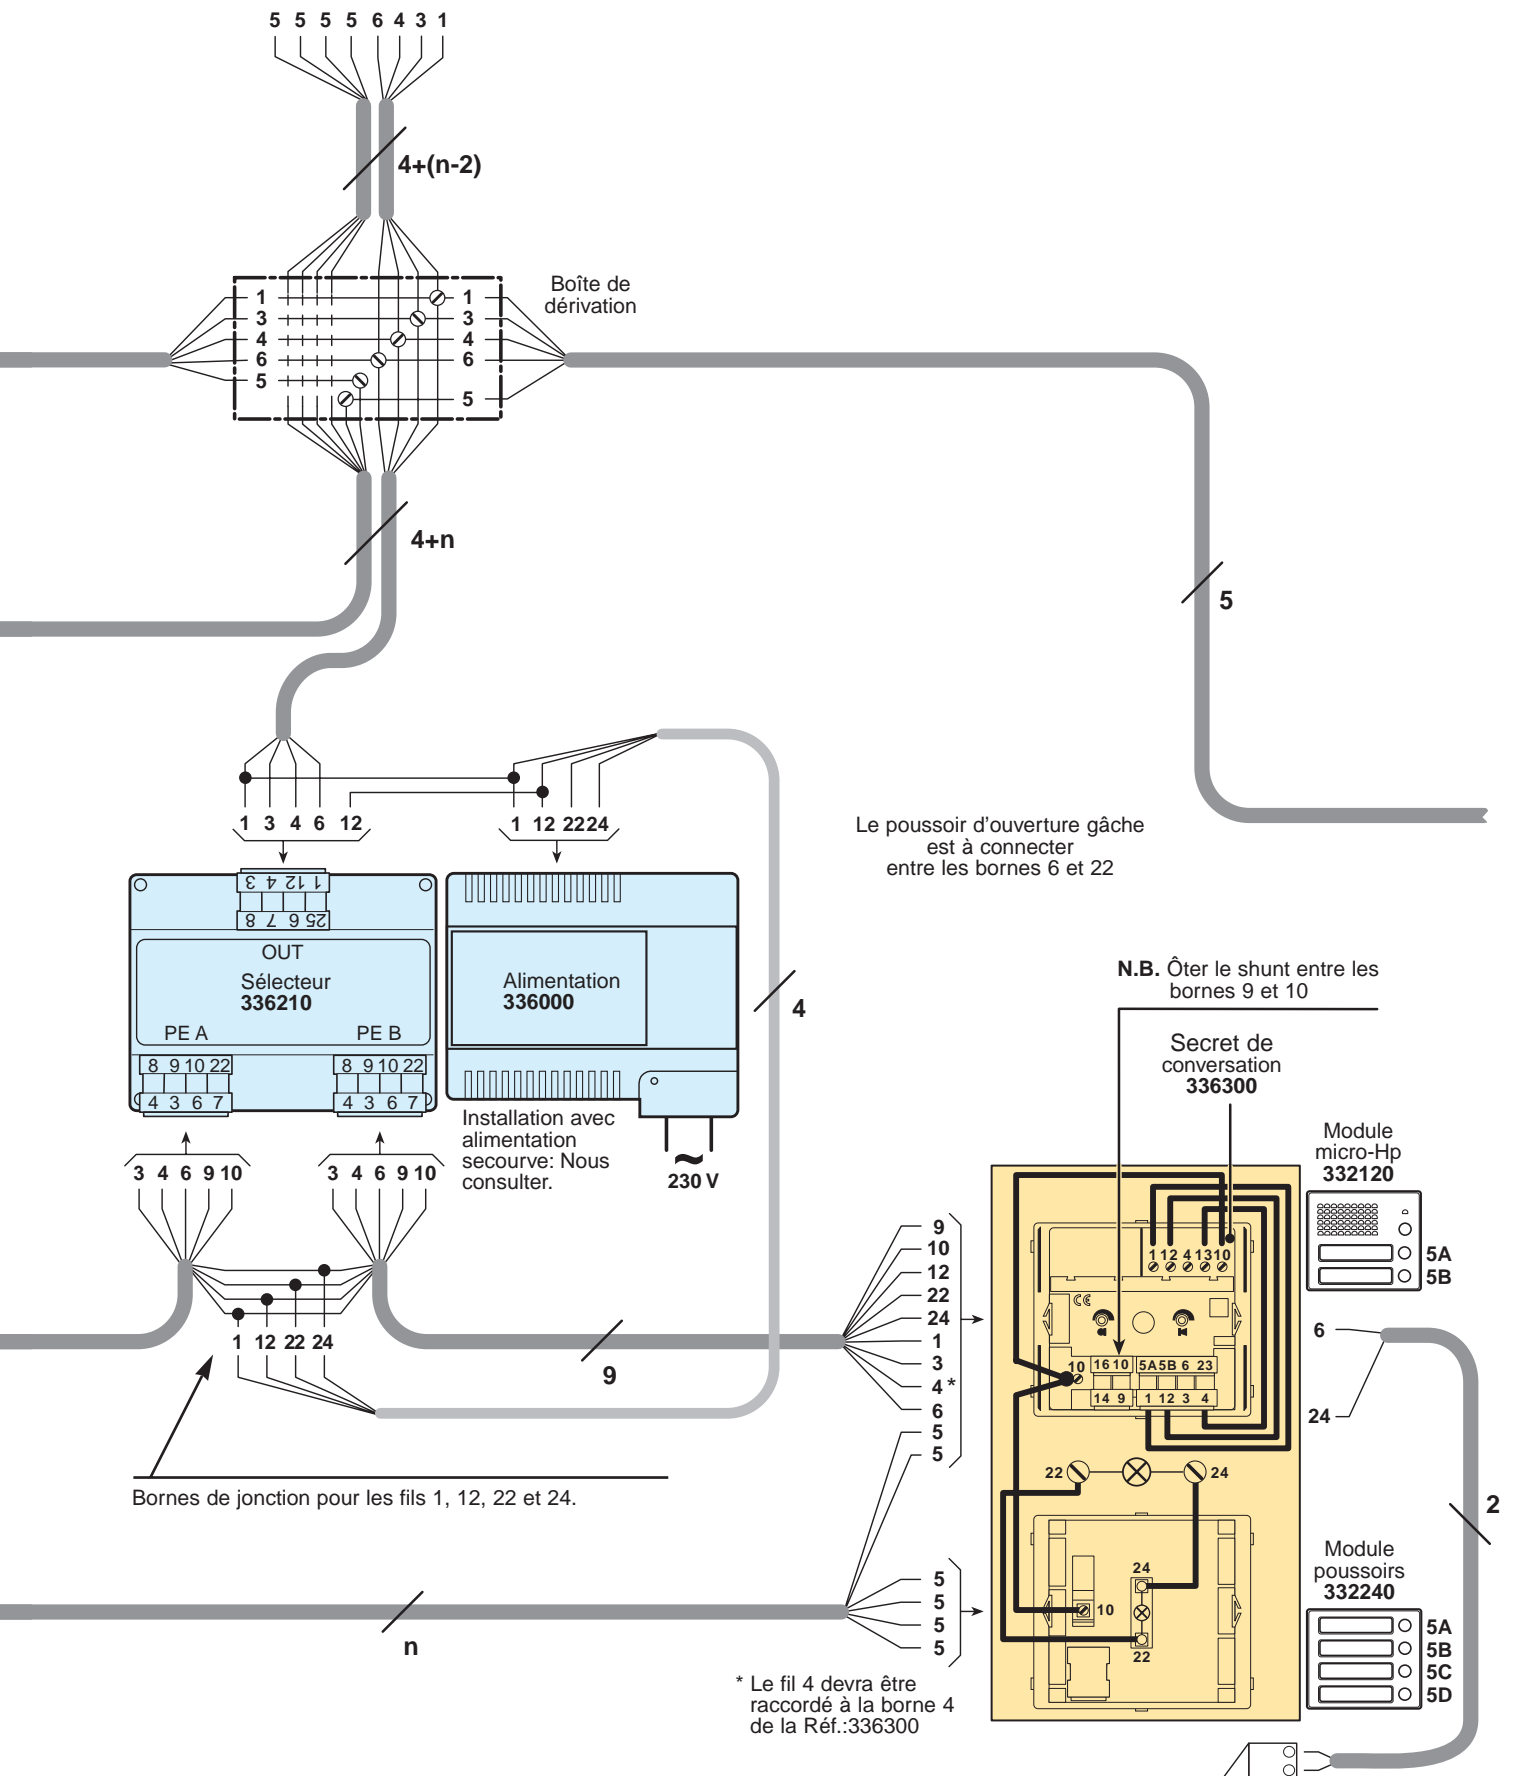 5 5 5 5 6 4 3 1
4+(n-2)
Boîte de
dérivation
1 1
3 3
4 4
6 6
5
5
4+n
5
1 3 4 6 12
1 12 22 24
Le poussoir d'ouverture gâche
est à connecter
entre les bornes 6 et 22
3 4 12 1
8 7 6 25
OUT
Sélecteur
336210
PE A PE B
8 9 10 22
4 3 6 7
8 9 10 22
4 3 6 7
Alimentation
336000
4
N.B. Ôter le shunt entre les
bornes 9 et 10
Secret de
conversation
336300
Installation avec
alimentation
secourve: Nous
consulter.
~
230 V
3 4 6 9 10
3 4 6 9 10
1 12 22 24
9
Bornes de jonction pour les fils 1, 12, 22 et 24.
9
10
12
22
24
1
3
4 *
6
5
5
1 12 4 13 10
CE
10
16 10
14 9
5A 5B 6 23
1 12 3 4
22 24
24
10
22
Module
micro-Hp
332120
5A
5B
6
24
2
Module
poussoirs
332240
5A
5B
5C
5D
n
5
5
5
5
* Le fil 4 devra être
raccordé à la borne 4
de la Réf.:336300